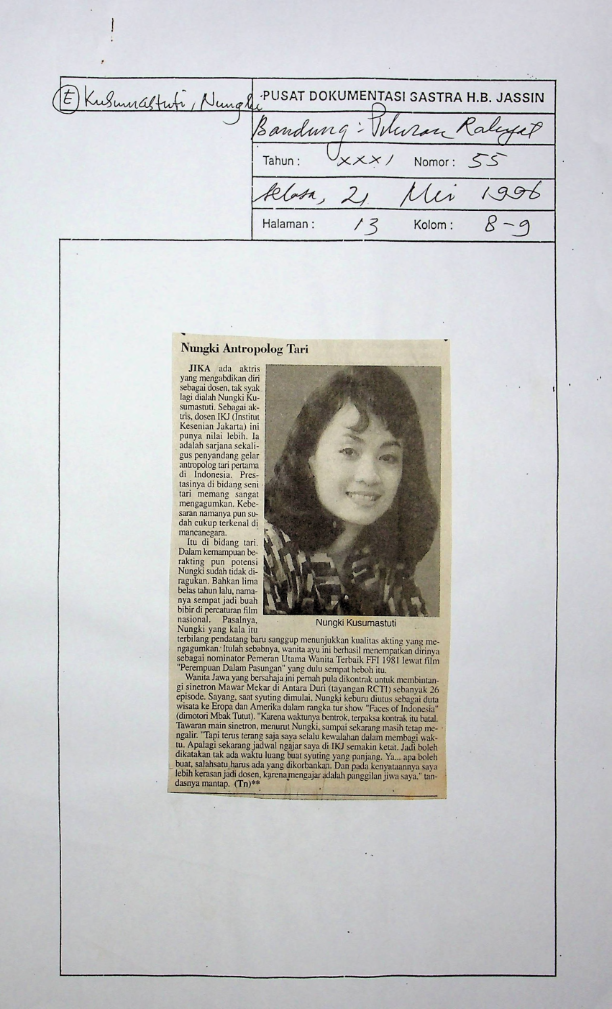 E Kusumastuti, Nungki
PUSAT DOKUMENTASI SASTRA H.B. JASSIN
Bandung: Pikiran Rakyat
Tahun : XXXI Nomor : 55
Selasa, 21 Mei 1996
Halaman : 13 Kolom : 8-9
Nungki Antropolog Tari
JIKA ada aktris
yang mengabdikan diri
sebagai dosen, tak syak
lagi dialah Nungki Ku-
sumastuti. Sebagai ak-
tris, dosen IKJ (Institut
Kesenian Jakarta) ini
punya nilai lebih. Ia
adalah sarjana sekali-
gus penyandang gelar
antropolog tari pertama
di Indonesia. Pres-
tasinya di bidang seni
tari memang sangat
mengagumkan. Kebe-
saran namanya pun su-
dah cukup terkenal di
mancanegara.
Itu di bidang tari.
Dalam kemampuan be-
rakting pun potensi
Nungki sudah tidak di-
ragukan. Bahkan lima
belas tahun lalu, nama-
nya sempat jadi buah
bibir di percaturan film
nasional. Pasalnya,
Nungki yang kala itu
terbilang pendatang baru sanggup menunjukkan kualitas akting yang me-
ngagumkan. Itulah sebabnya, wanita ayu ini berhasil menempatkan dirinya
sebagai nominator Pemeran Utama Wanita Terbaik FFI 1981 lewat film
"Perempuan Dalam Pasungan" yang dulu sempat heboh itu.
Wanita Jawa yang bersahaja ini pernah pula dikontrak untuk membintan-
gi sinetron Mawar Mekar di Antara Duri (tayangan RCTI) sebanyak 26
episode. Sayang, saat syuting dimulai, Nungki keburu diutus sebagai duta
wisata ke Eropa dan Amerika dalam rangka tur show "Faces of Indonesia"
(dimotori Mbak Tutut). "Karena waktunya bentrok, terpaksa kontrak itu batal.
Tawaran main sinetron, menurut Nungki, sampai sekarang masih tetap me-
ngalir. "Tapi terus terang saja saya selalu kewalahan dalam membagi wak-
tu. Apalagi sekarang jadwal ngajar saya di IKJ semakin ketat. Jadi boleh
dikatakan tak ada waktu luang buat syuting yang panjang. Ya... apa boleh
buat, salahsatu harus ada yang dikorbankan. Dan pada kenyataannya saya
lebih kerasan jadi dosen, karena mengajar adalah panggilan jiwa saya," tan-
dasnya mantap. (Tn)**
Nungki Kusumastuti